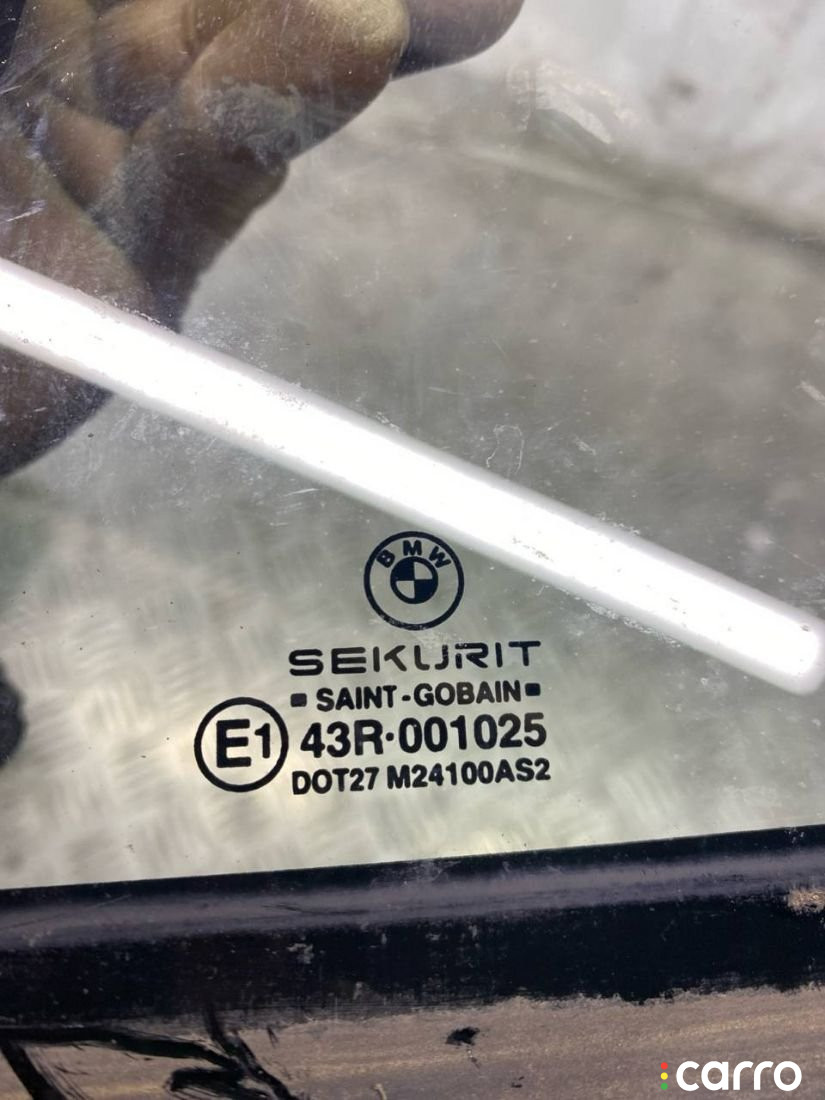 BMW
SEKURIT
SAINT-GOBAIN
E1 43R·001025
DOT27 M24100AS2
carro